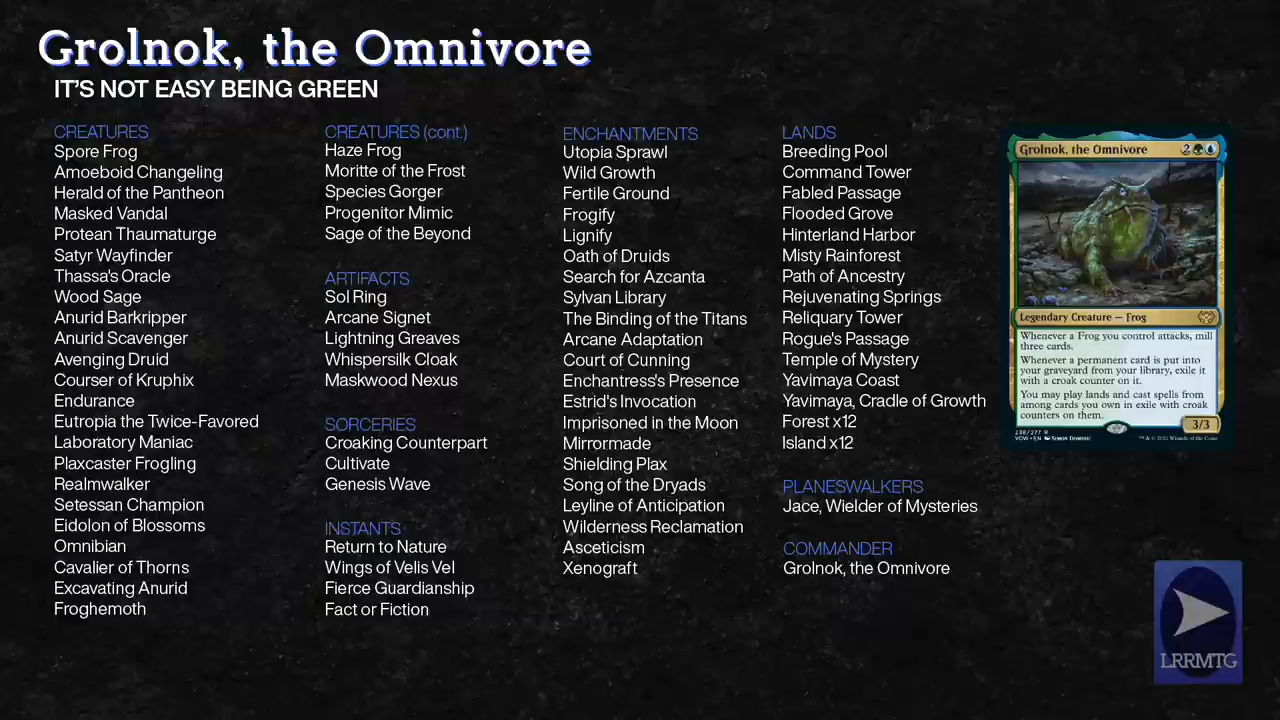 Grolnok, the Omnivore
IT'S NOT EASY BEING GREEN
CREATURES
Spore Frog
Amoeboid Changeling
Herald of the Pantheon
Masked Vandal
Protean Thaumaturge
Satyr Wayfinder
Thassa's Oracle
Wood Sage
Anurid Barkripper
Anurid Scavenger
Avenging Druid
Courser of Kruphix
Endurance
Eutropia the Twice-Favored
Laboratory Maniac
Plaxcaster Frogling
Realmwalker
Setessan Champion
Eidolon of Blossoms
Omnibian
Cavalier of Thorns
Excavating Anurid
Froghemoth
CREATURES (cont.)
Haze Frog
Moritte of the Frost
Species Gorger
Progenitor Mimic
Sage of the Beyond
ARTIFACTS
Sol Ring
Arcane Signet
Lightning Greaves
Whispersilk Cloak
Maskwood Nexus
SORCERIES
Croaking Counterpart
Cultivate
Genesis Wave
INSTANTS
Return to Nature
Wings of Velis Vel
Fierce Guardianship
Fact or Fiction
ENCHANTMENTS
Utopia Sprawl
Wild Growth
Fertile Ground
Frogify
Lignify
Oath of Druids
Search for Azcanta
Sylvan Library
The Binding of the Titans
Arcane Adaptation
Court of Cunning
Enchantress's Presence
Estrid's Invocation
Imprisoned in the Moon
Mirrormade
Shielding Plax
Song of the Dryads
Leyline of Anticipation
Wilderness Reclamation
Asceticism
Xenograft
LANDS
Breeding Pool
Command Tower
Fabled Passage
Flooded Grove
Hinterland Harbor
Misty Rainforest
Path of Ancestry
Rejuvenating Springs
Reliquary Tower
Rogue's Passage
Temple of Mystery
Yavimaya Coast
Yavimaya, Cradle of Growth
Forest x12
Island x12
PLANESWALKERS
Jace, Wielder of Mysteries
COMMANDER
Grolnok, the Omnivore
Grolnok, the Omnivore 2
Legendary Creature — Frog
Whenever a Frog you control attacks, mill
three cards.
Whenever a permanent card is put into
your graveyard from your library, exile it
with a croak counter on it.
You may play lands and cast spells from
among cards you own in exile with croak
counters on them.
3/3
238/277 R
VOW • EN SIMON DOMINIC
™ & © 2021 Wizards of the Coast
LRRMTG